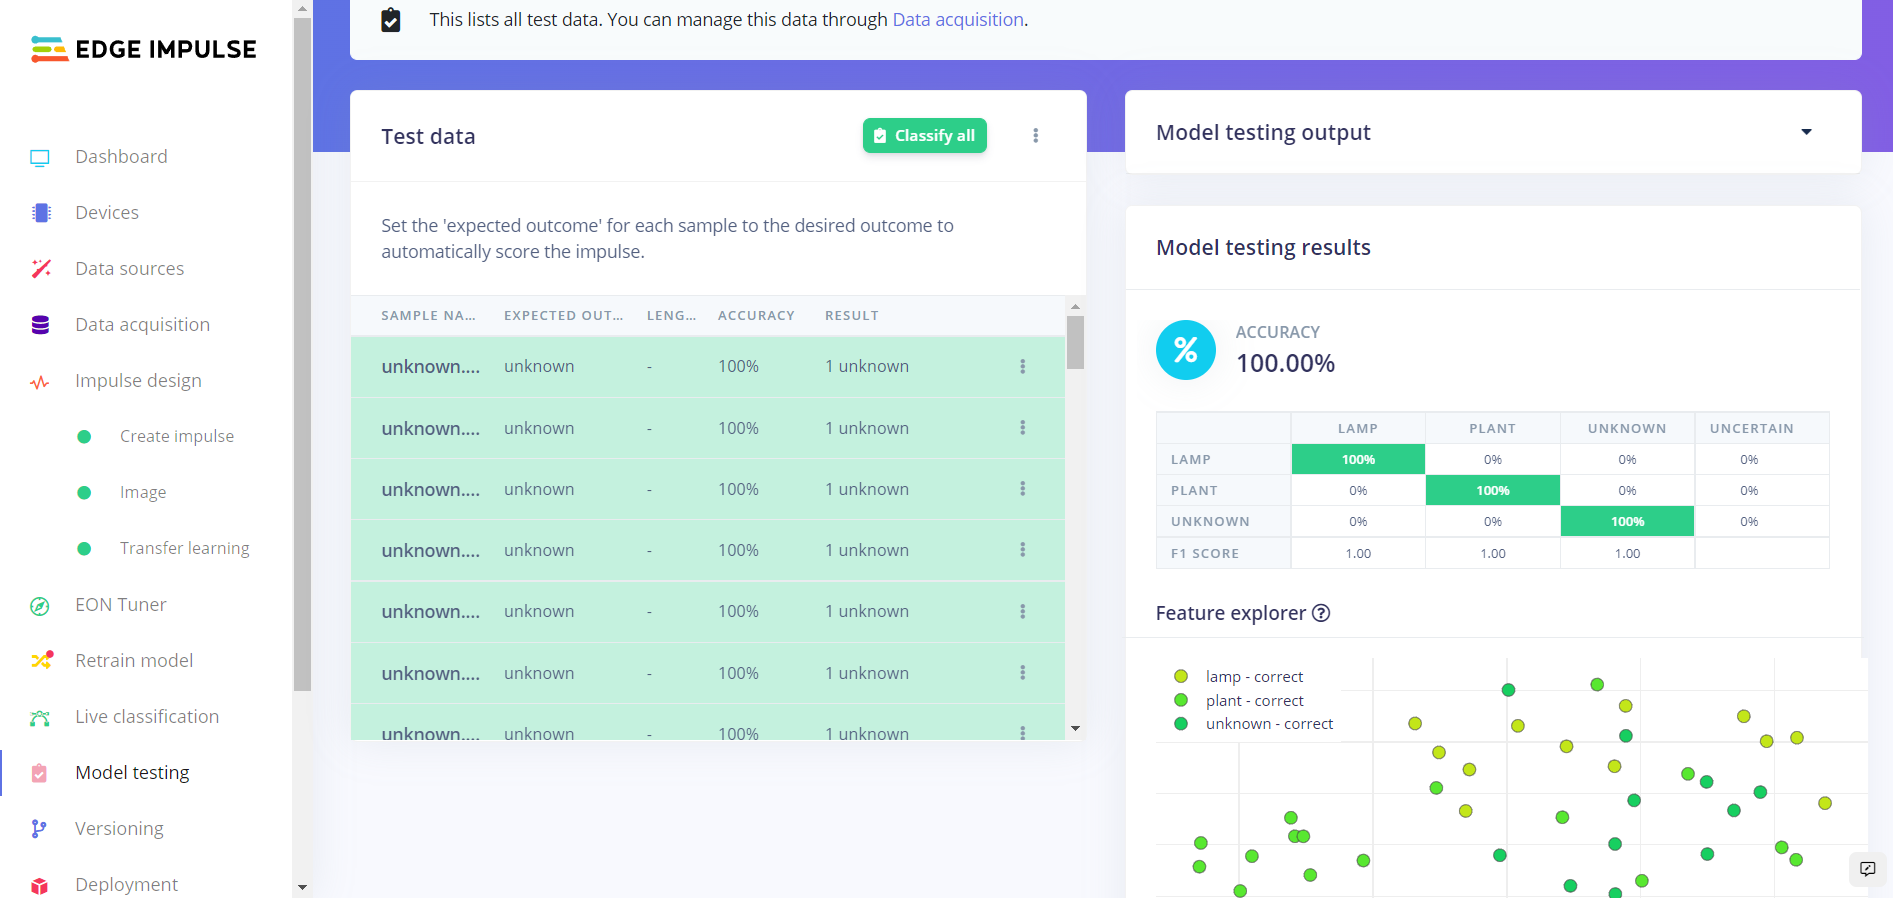 This lists all test data. You can manage this data through Data acquisition.
EDGE IMPULSE
Dashboard
Devices
Data sources
Data acquisition
Impulse design
Create impulse
Image
Transfer learning
EON Tuner
Retrain model
Live classification
Model testing
Versioning
Deployment
Test data
Classify all
Set the 'expected outcome' for each sample to the desired outcome to
automatically score the impulse.
SAMPLE NA... EXPECTED OUT... LENG... ACCURACY RESULT
unknown.... unknown - 100% 1 unknown
unknown.... unknown - 100% 1 unknown
unknown.... unknown - 100% 1 unknown
unknown.... unknown - 100% 1 unknown
unknown.... unknown - 100% 1 unknown
unknown.... unknown - 100% 1 unknown
unknown.... unknown - 100% 1 unknown
Model testing output
Model testing results
%
ACCURACY
100.00%
LAMP PLANT UNKNOWN UNCERTAIN
LAMP 100% 0% 0% 0%
PLANT 0% 100% 0% 0%
UNKNOWN 0% 0% 100% 0%
F1 SCORE 1.00 1.00 1.00
Feature explorer ?
lamp - correct
plant - correct
unknown - correct